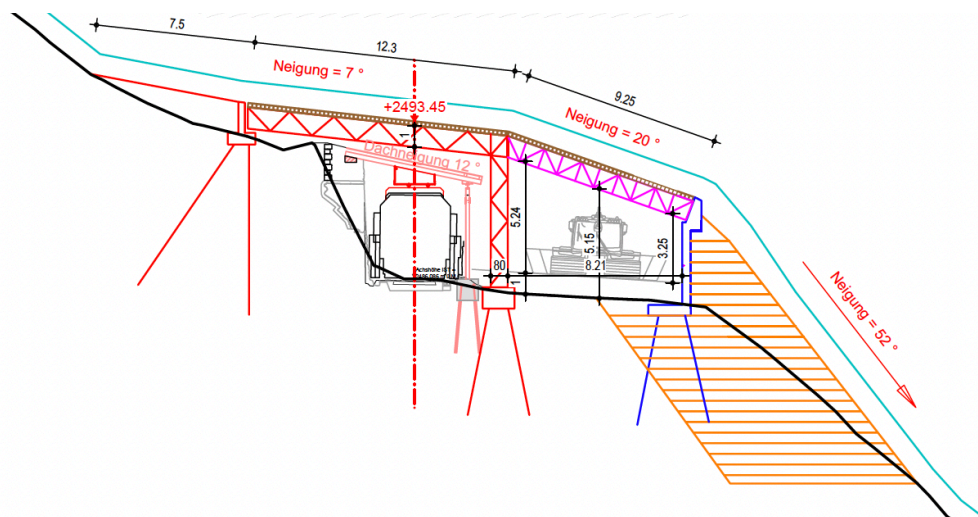 7.5
12.3
Neigung = 7 °
9.25
+2493.45
Neigung = 20 °
1
Dachneigung 12 °
5.24
5.15
3.25
80
8.21
1
Neigung = 52 °